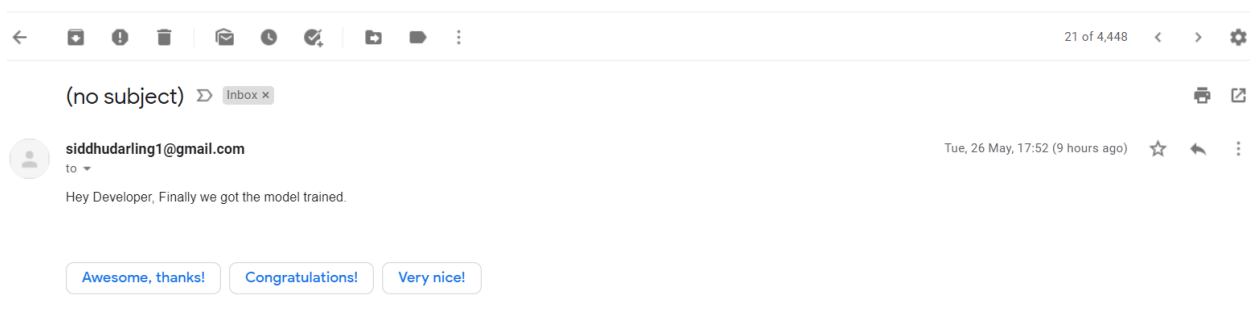 21 of 4,448
(no subject) Inbox ×
siddhudarling1@gmail.com Tue, 26 May, 17:52 (9 hours ago)
to
Hey Developer, Finally we got the model trained.
Awesome, thanks! Congratulations! Very nice!